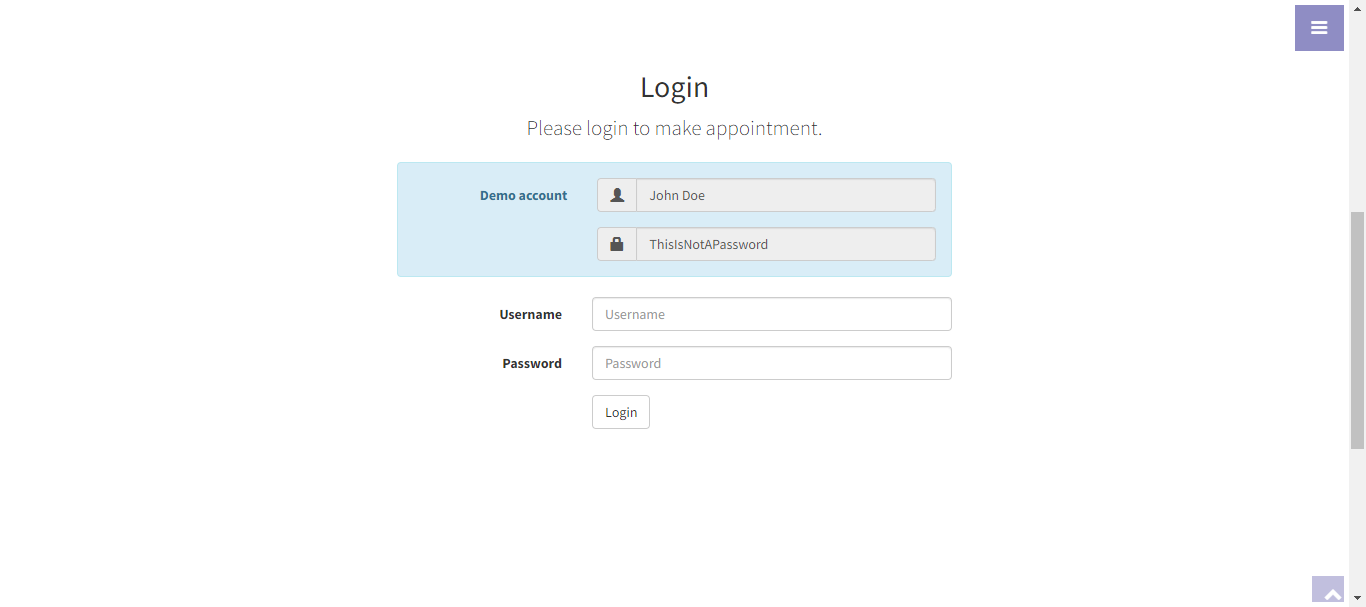 Login
Please login to make appointment.
Demo account
John Doe
ThisIsNotAPassword
Username
Username
Password
Password
Login